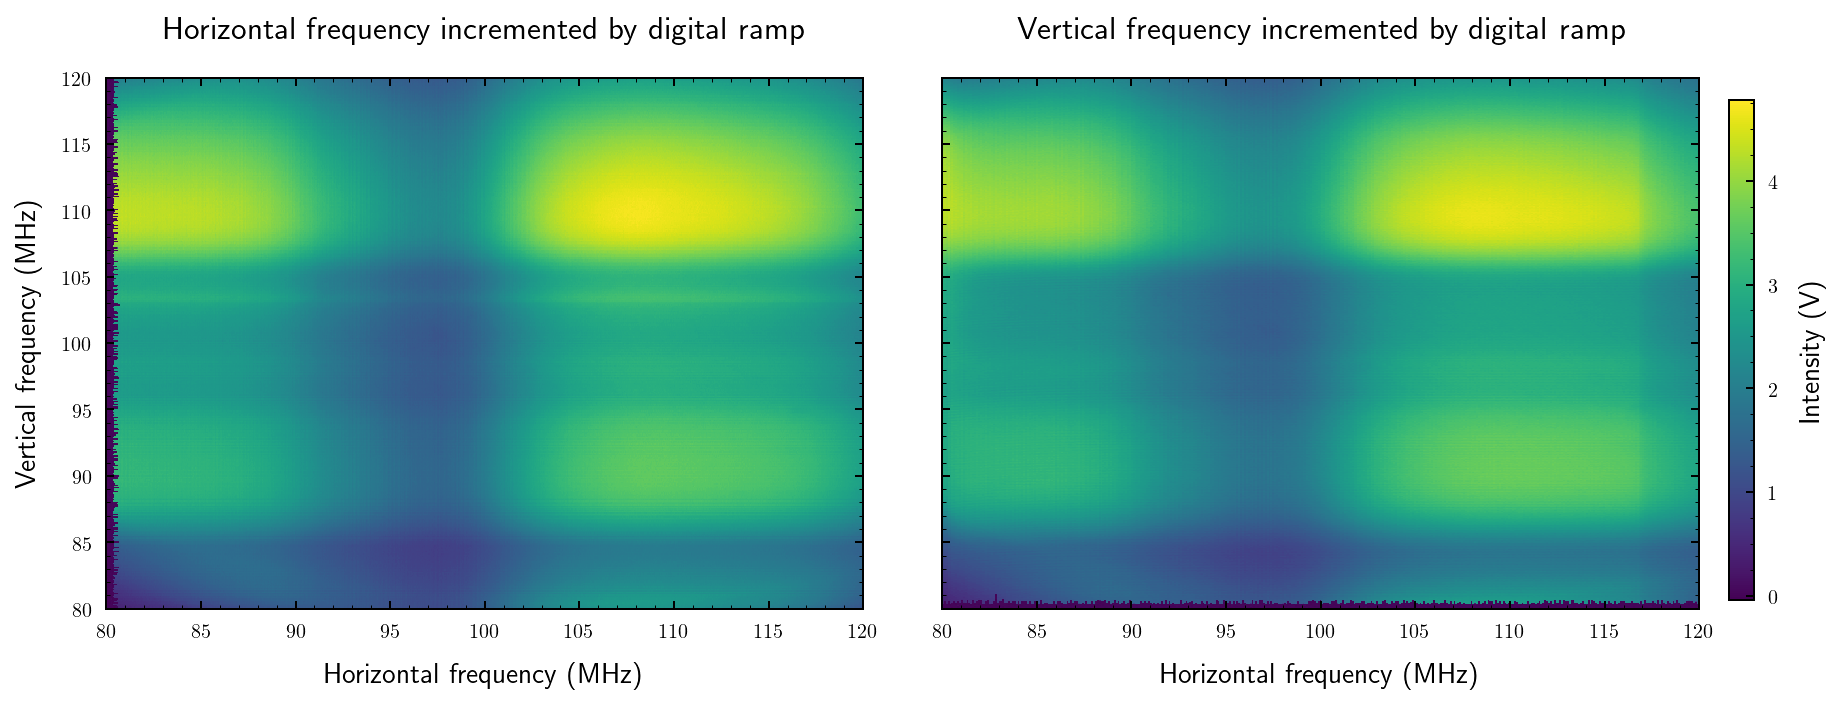 Horizontal frequency incremented by digital ramp
Vertical frequency incremented by digital ramp
120
115
110
105
100
95
90
85
80
Vertical frequency (MHz)
80 85 90 95 100 105 110 115 120
Horizontal frequency (MHz)
80 85 90 95 100 105 110 115 120
Horizontal frequency (MHz)
4
3
2
1
0
Intensity (V)